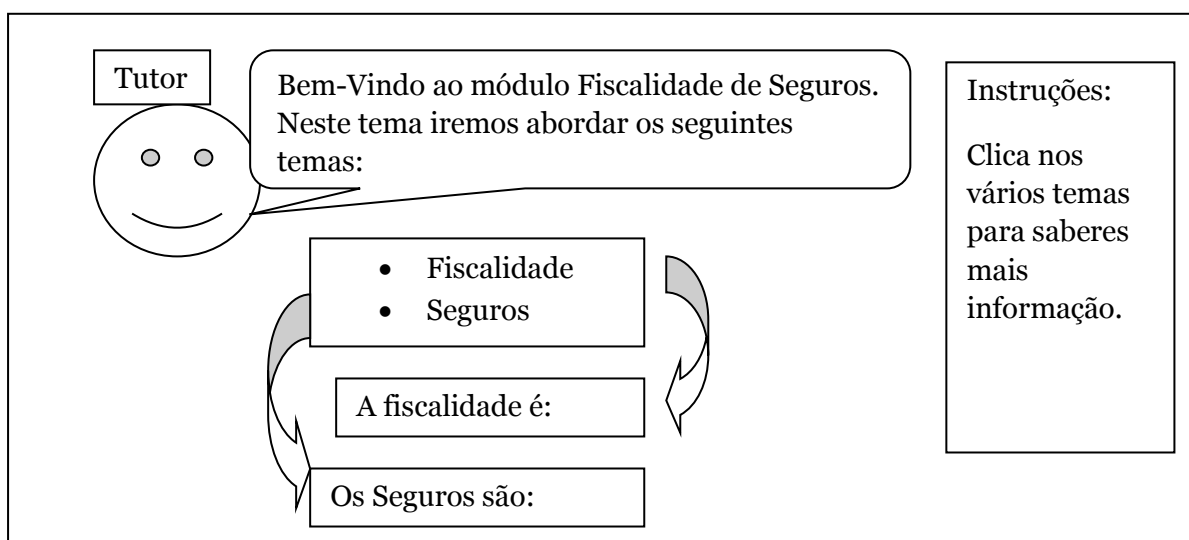 Tutor
Bem-Vindo ao módulo Fiscalidade de Seguros.
Neste tema iremos abordar os seguintes
temas:
Instruções:
Clica nos
vários temas
para saberes
mais
informação.
• Fiscalidade
• Seguros
A fiscalidade é:
Os Seguros são: